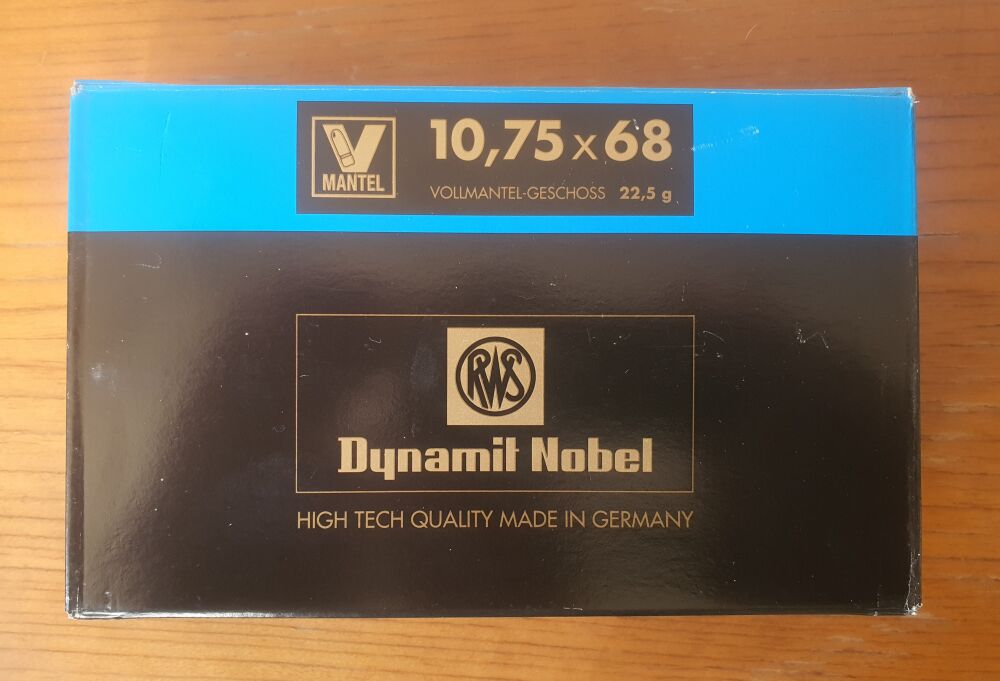 V
MANTEL
10,75 x 68
VOLLMANTEL-GESCHOSS 22,5 g
RWS
Dynamit Nobel
HIGH TECH QUALITY MADE IN GERMANY